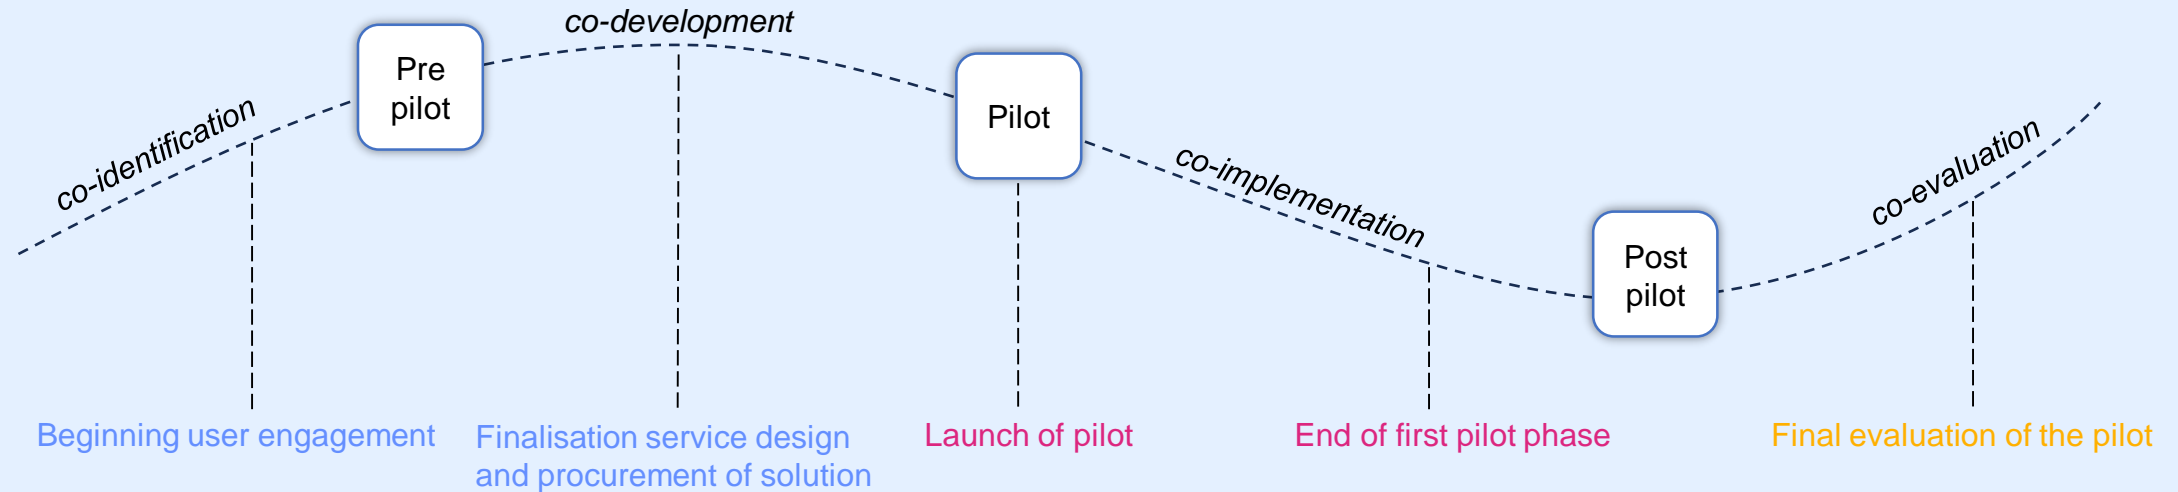 co-identification
Pre
pilot
co-development
Pilot
co-implementation
Post
pilot
co-evaluation
Beginning user engagement
Finalisation service design
and procurement of solution
Launch of pilot
End of first pilot phase
Final evaluation of the pilot